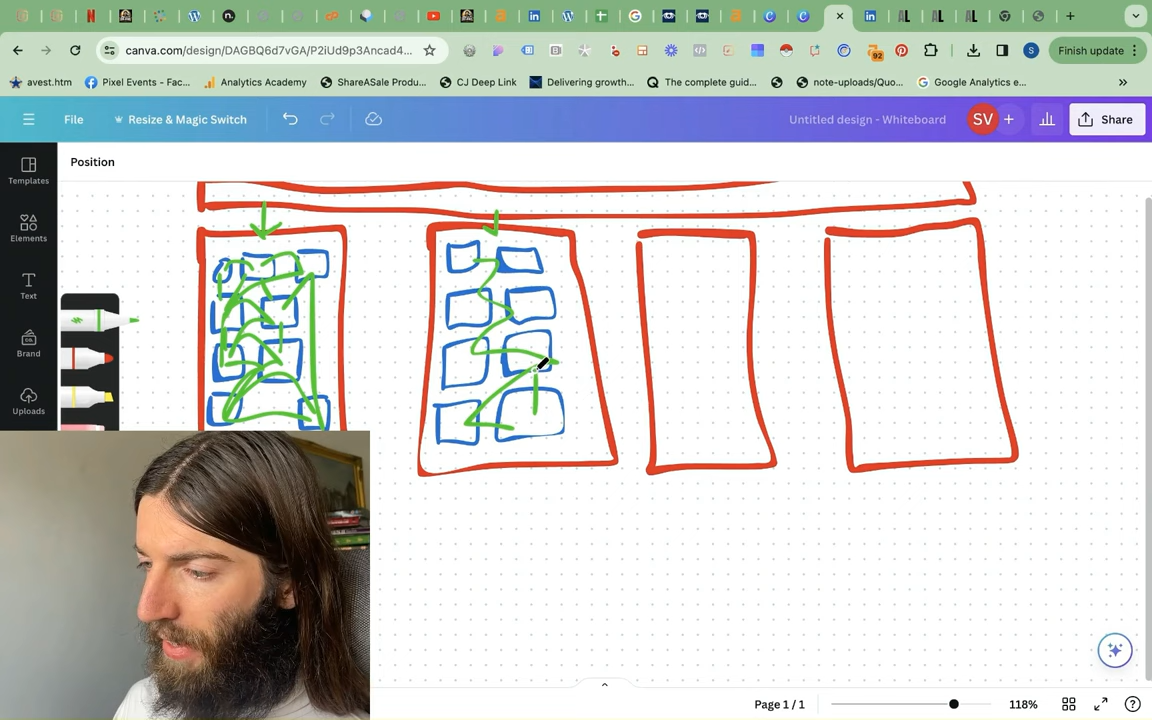 canva.com/design/DAGBQ6d7vGA/P2iUd9p3Ancad4...
92
S
Finish update
avest.htm
Pixel Events - Fac...
Analytics Academy
ShareASale Produ...
CJ Deep Link
Delivering growth...
The complete guid...
note-uploads/Quo...
Google Analytics e...
File
Resize & Magic Switch
Untitled design - Whiteboard
SV
Share
Position
Templates
Elements
Text
Brand
Uploads
Page 1 / 1
118%